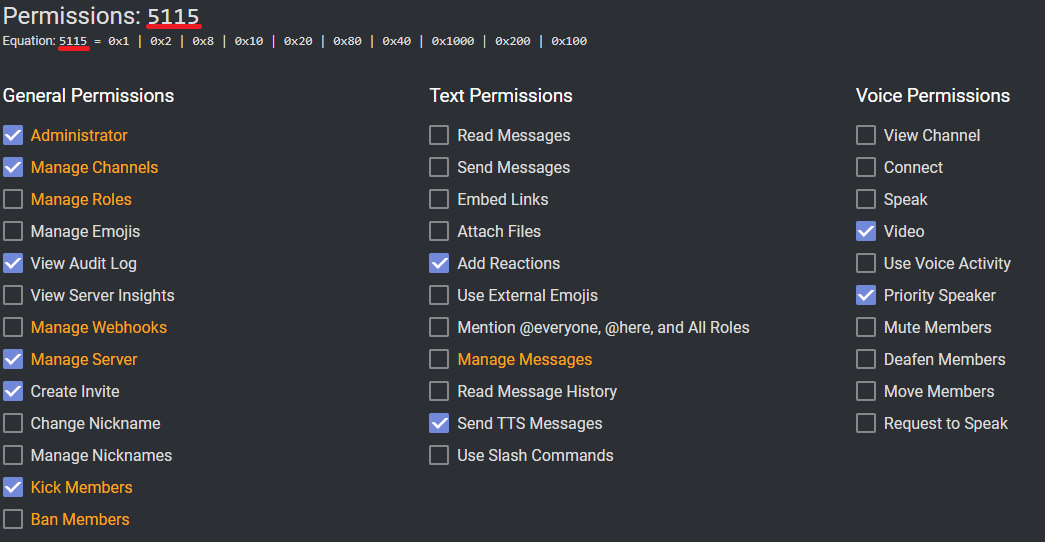 Permissions: 5115
Equation: 5115 = 0x1 | 0x2 | 0x8 | 0x10 | 0x20 | 0x80 | 0x40 | 0x1000 | 0x200 | 0x100
General Permissions
Administrator
Manage Channels
Manage Roles
Manage Emojis
View Audit Log
View Server Insights
Manage Webhooks
Manage Server
Create Invite
Change Nickname
Manage Nicknames
Kick Members
Ban Members
Text Permissions
Read Messages
Send Messages
Embed Links
Attach Files
Add Reactions
Use External Emojis
Mention @everyone, @here, and All Roles
Manage Messages
Read Message History
Send TTS Messages
Use Slash Commands
Voice Permissions
View Channel
Connect
Speak
Video
Use Voice Activity
Priority Speaker
Mute Members
Deafen Members
Move Members
Request to Speak